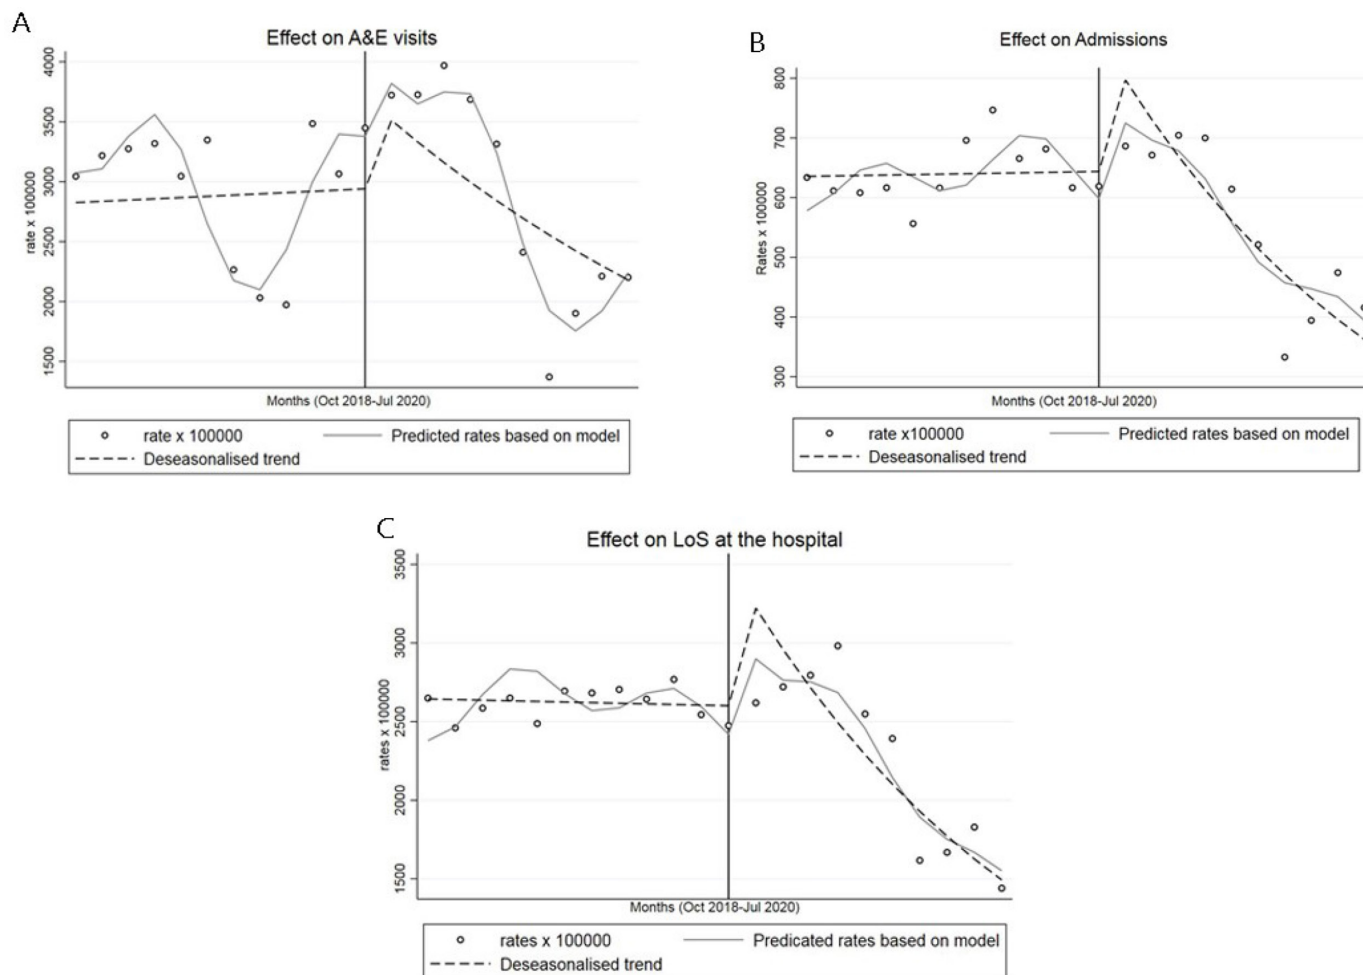 A
Effect on A&E visits
rate x 100000
4000
3500
3000
2500
2000
1500
Months (Oct 2018-Jul 2020)
rate x 100000 Predicted rates based on model
Deseasonalised trend
B
Effect on Admissions
Rates x 100000
800
700
600
500
400
300
Months (Oct 2018-Jul 2020)
rate x100000 Predicted rates based on model
Deseasonalised trend
C
Effect on LoS at the hospital
rates x 100000
3500
3000
2500
2000
1500
Months (Oct 2018-Jul 2020)
rates x 100000 Predicated rates based on model
Deseasonalised trend